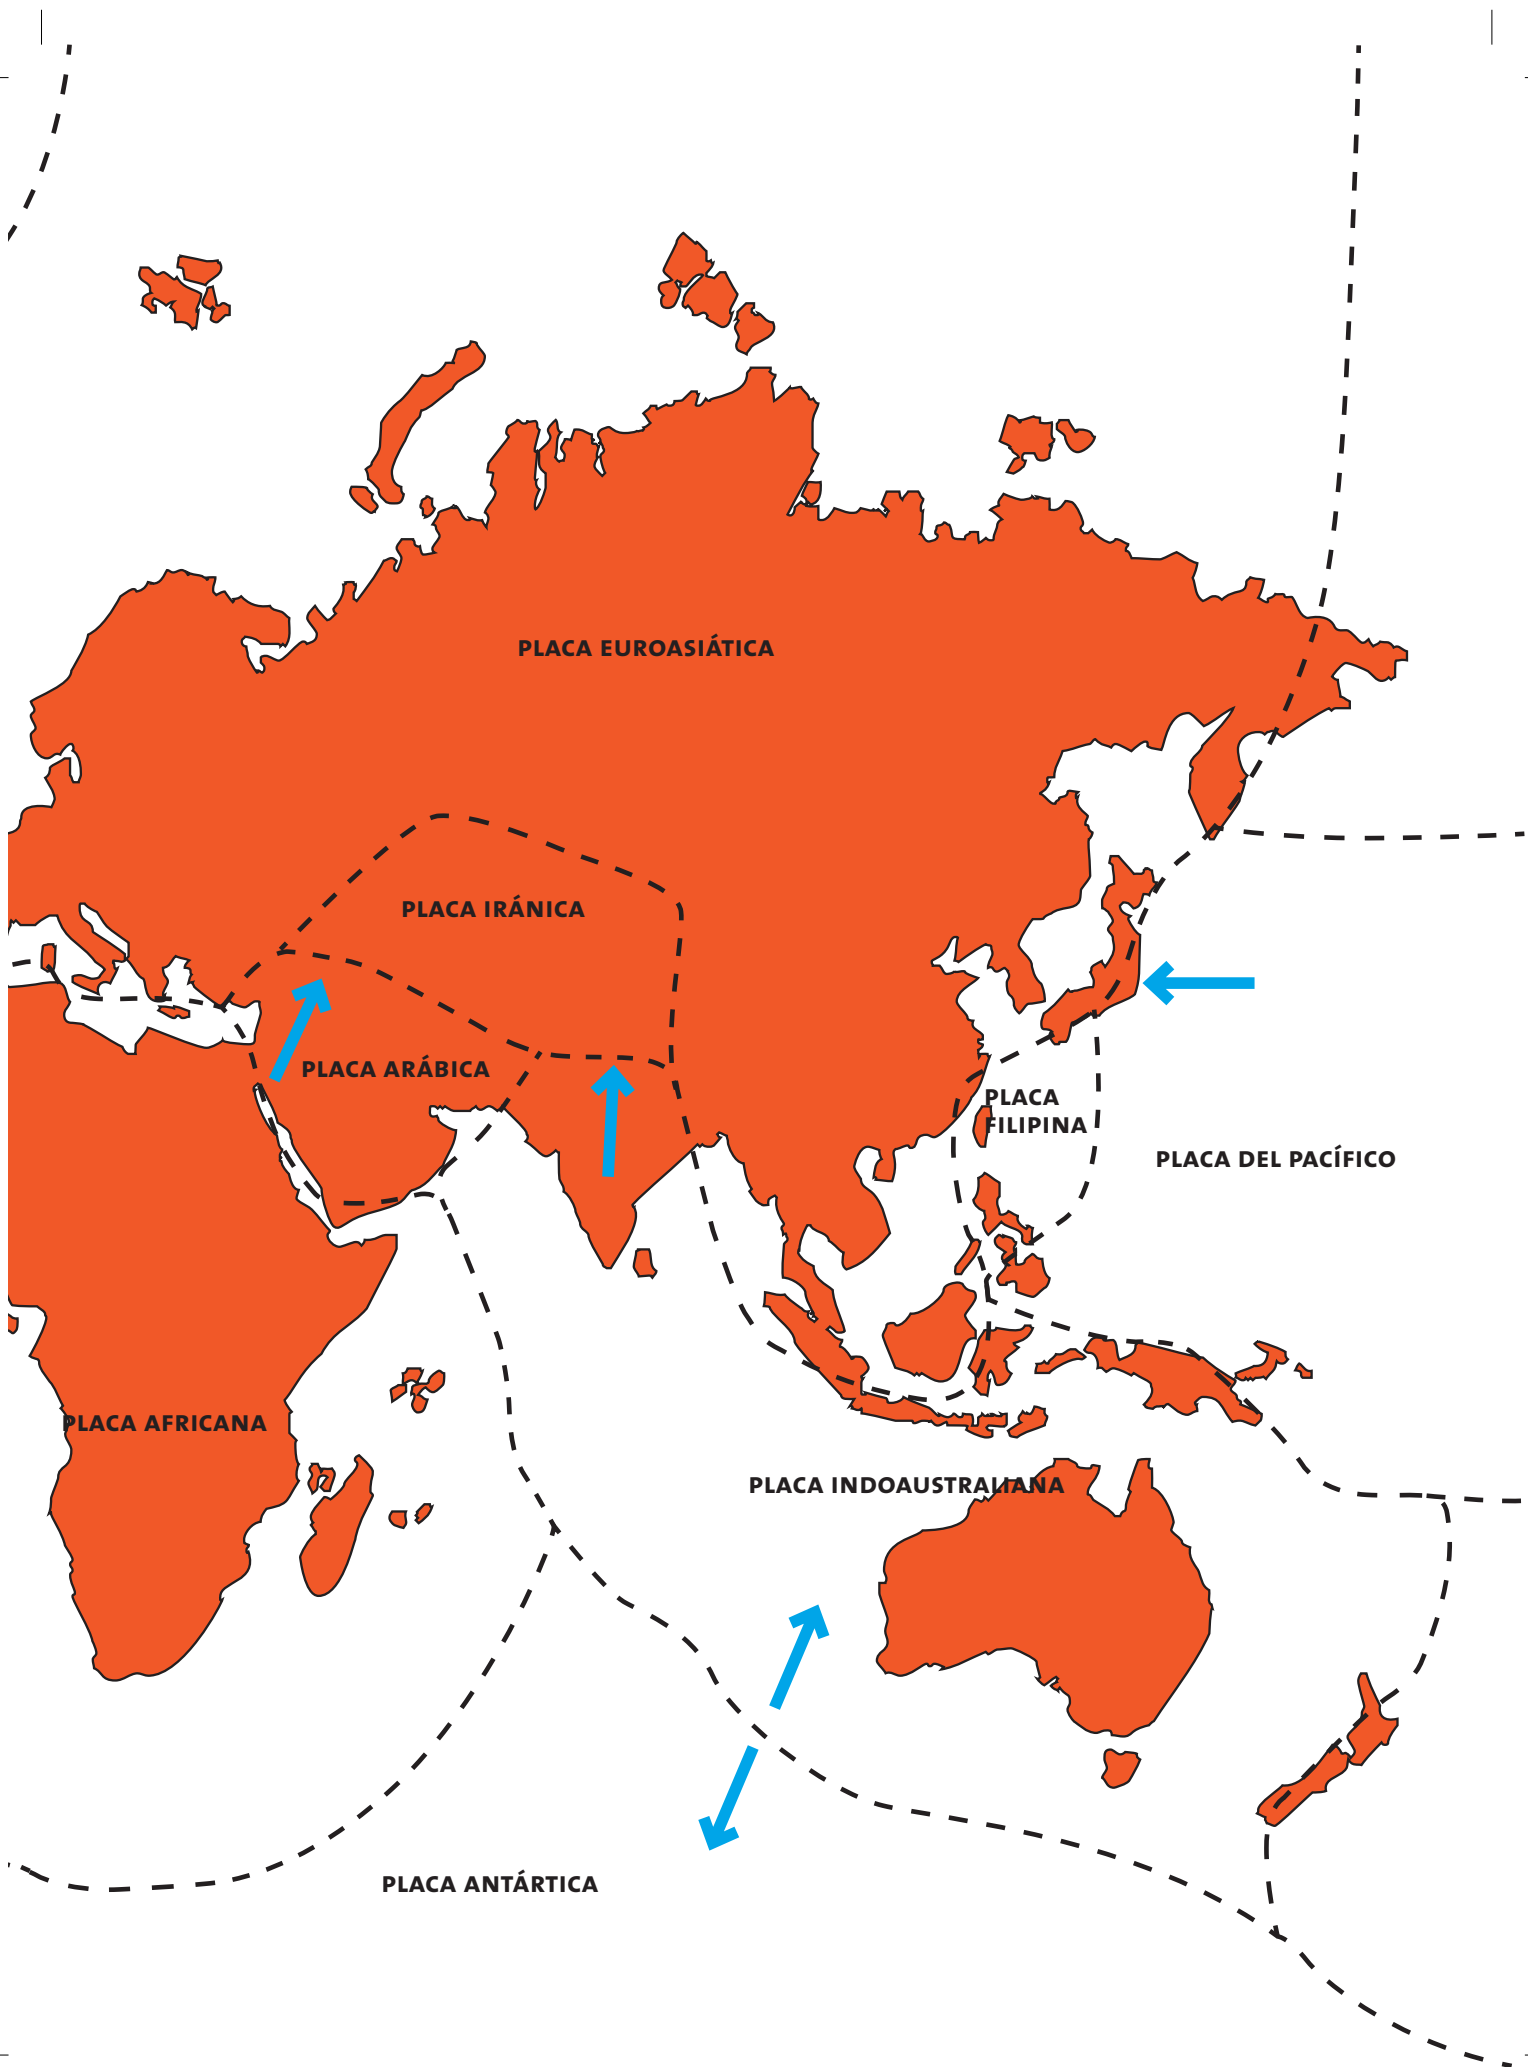 PLACA EUROASIÁTICA
PLACA IRÁNICA
PLACA ARÁBICA
PLACA
FILIPINA
PLACA DEL PACÍFICO
PLACA AFRICANA
PLACA INDOAUSTRALIANA
PLACA ANTÁRTICA